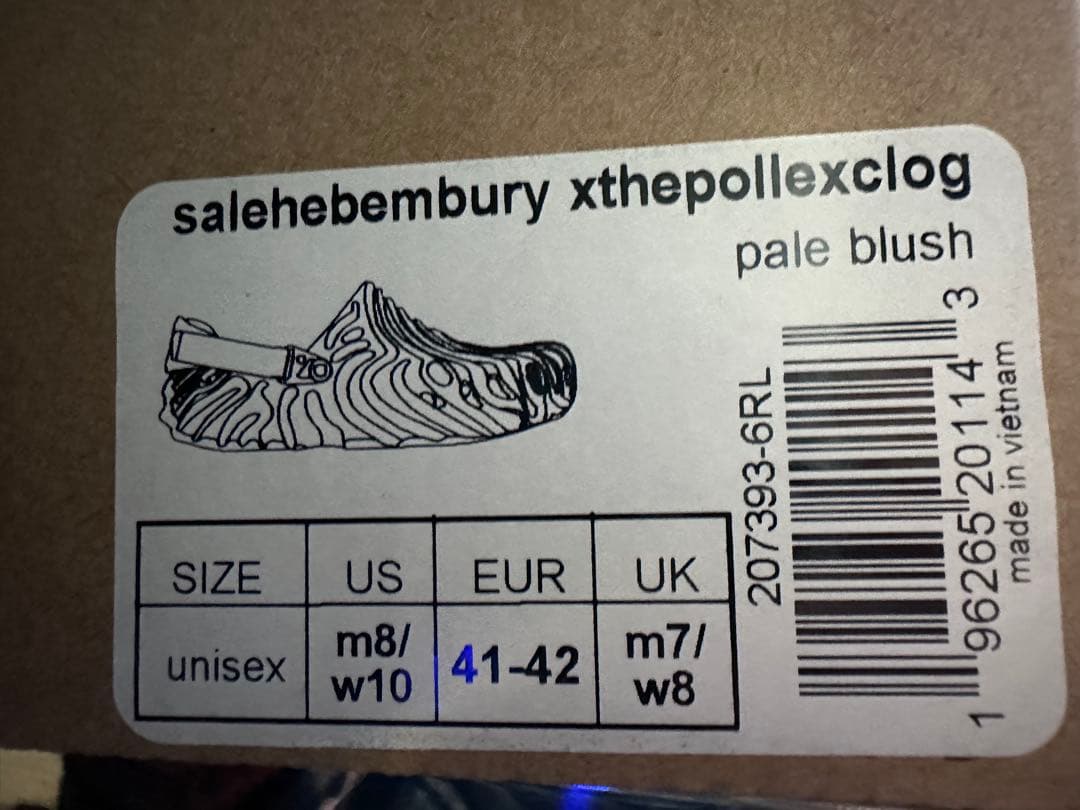 salehebembury xthepollexclog
pale blush
207393-6RL
1 96265 20114 3
made in vietnam
SIZE US EUR UK
unisex m8/w10 41-42 m7/w8